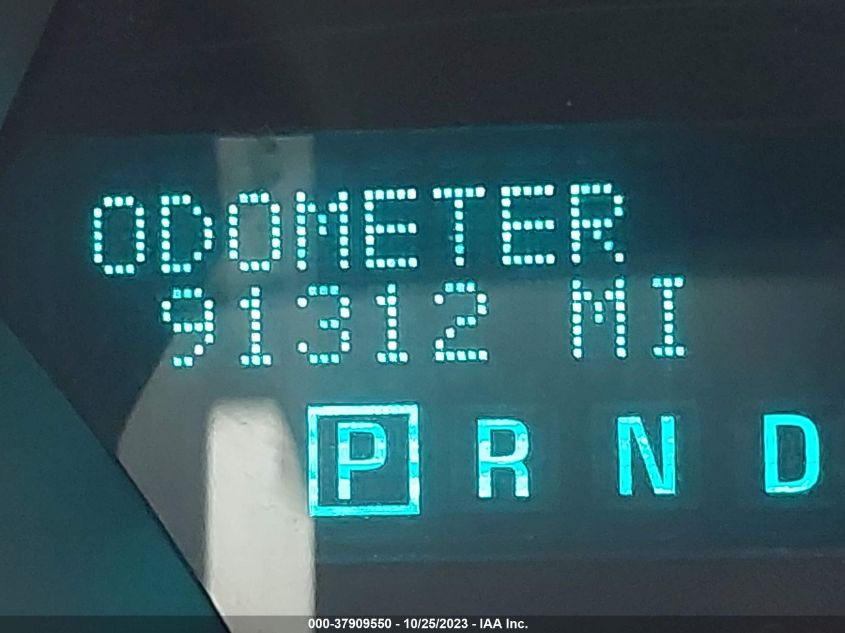 ODOMETER
91312 MI
P R N D
000-37909550 - 10/25/2023 - IAA Inc.